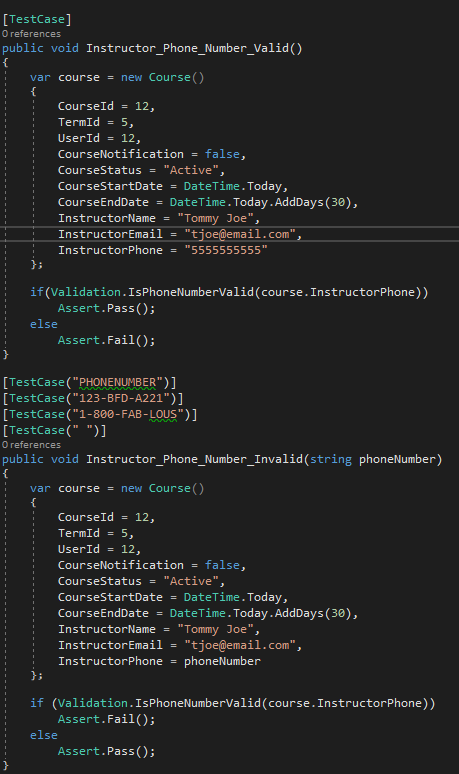 [TestCase]
0 references
public void Instructor_Phone_Number_Valid()
{
    var course = new Course()
    {
        CourseId = 12,
        TermId = 5,
        UserId = 12,
        CourseNotification = false,
        CourseStatus = "Active",
        CourseStartDate = DateTime.Today,
        CourseEndDate = DateTime.Today.AddDays(30),
        InstructorName = "Tommy Joe",
        InstructorEmail = "tjoe@email.com",
        InstructorPhone = "5555555555"
    };

    if(Validation.IsPhoneNumberValid(course.InstructorPhone))
        Assert.Pass();
    else
        Assert.Fail();
}

[TestCase("PHONENUMBER")]
[TestCase("123-BFD-A221")]
[TestCase("1-800-FAB-LOUS")]
[TestCase(" ")]
0 references
public void Instructor_Phone_Number_Invalid(string phoneNumber)
{
    var course = new Course()
    {
        CourseId = 12,
        TermId = 5,
        UserId = 12,
        CourseNotification = false,
        CourseStatus = "Active",
        CourseStartDate = DateTime.Today,
        CourseEndDate = DateTime.Today.AddDays(30),
        InstructorName = "Tommy Joe",
        InstructorEmail = "tjoe@email.com",
        InstructorPhone = phoneNumber
    };

    if (Validation.IsPhoneNumberValid(course.InstructorPhone))
        Assert.Fail();
    else
        Assert.Pass();
}